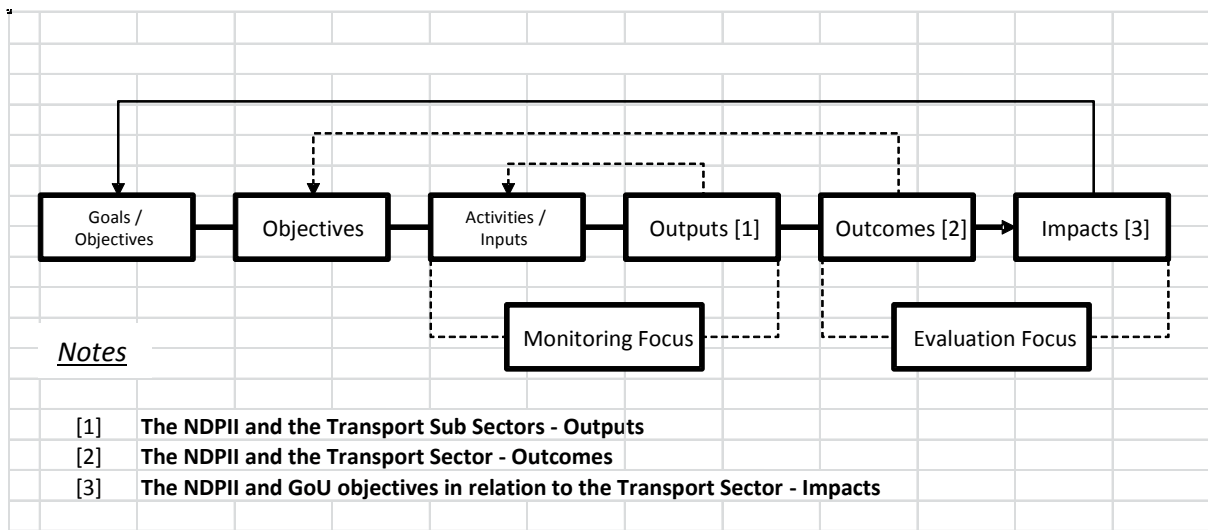 Goals /
Objectives
Objectives
Activities /
Inputs
Outputs [1]
Outcomes [2]
Impacts [3]
Monitoring Focus
Evaluation Focus
Notes
[1] The NDPII and the Transport Sub Sectors - Outputs
[2] The NDPII and the Transport Sector - Outcomes
[3] The NDPII and GoU objectives in relation to the Transport Sector - Impacts